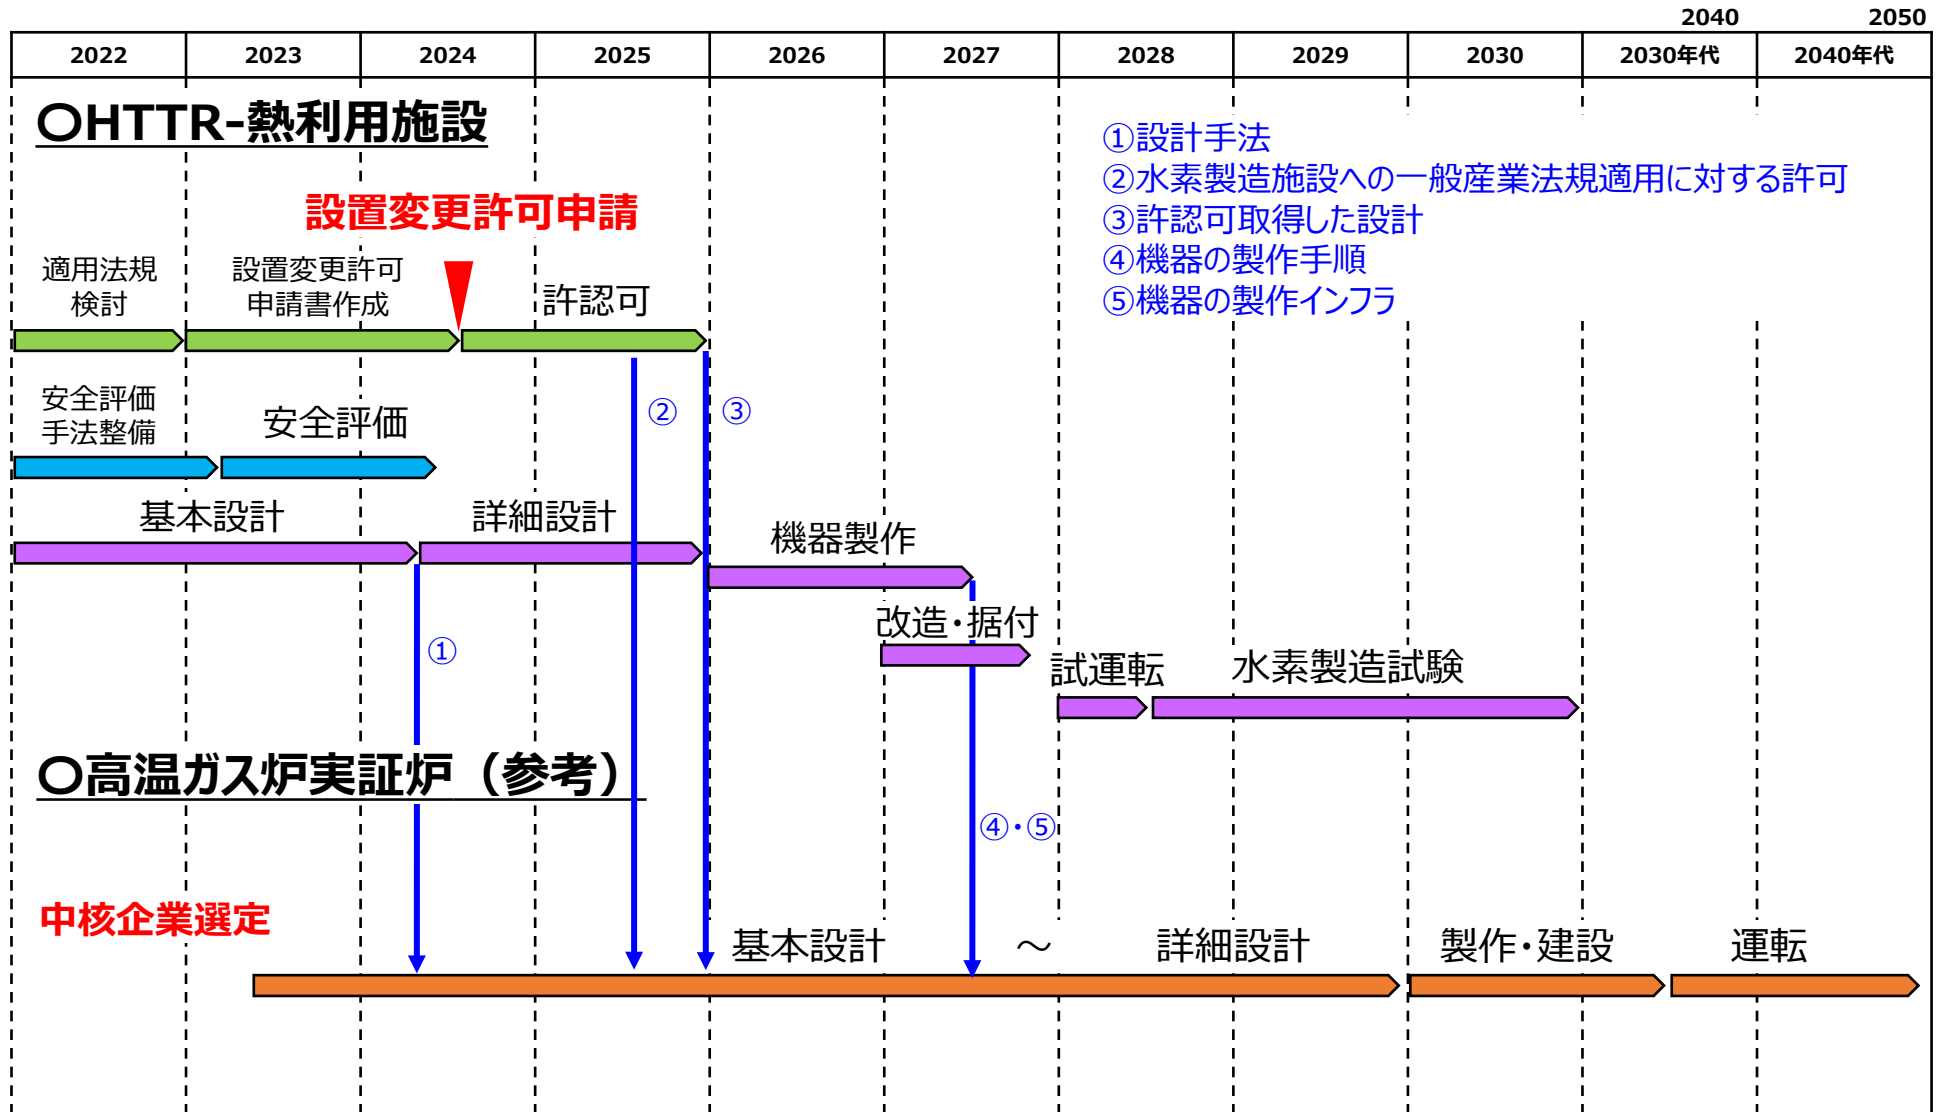 2040 2050
2022 2023 2024 2025 2026 2027 2028 2029 2030 2030年代 2040年代
〇HTTR-熱利用施設
①設計手法
②水素製造施設への一般産業法規適用に対する許可
③許認可取得した設計
④機器の製作手順
⑤機器の製作インフラ
設置変更許可申請
適用法規
検討
設置変更許可
申請書作成
許認可
安全評価
手法整備
安全評価
②
③
基本設計
詳細設計
機器製作
①
改造・据付
試運転
水素製造試験
〇高温ガス炉実証炉（参考）
④・⑤
中核企業選定
基本設計 ～ 詳細設計
製作・建設
運転